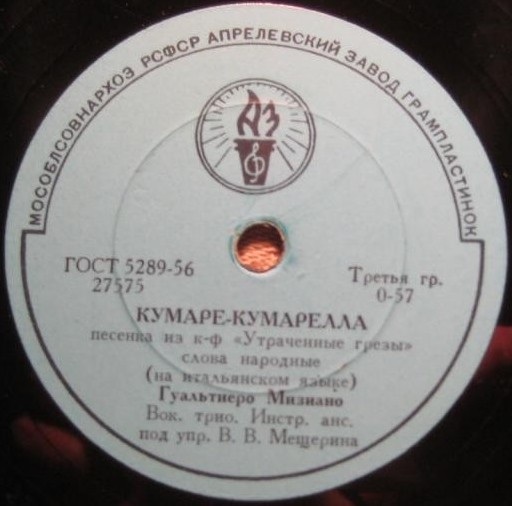 МОСОБЛСОВНАРХОЗ РСФСР АПРЕЛЕВСКИЙ ЗАВОД ГРАМПЛАСТИНОК
АЗ
ГОСТ 5289-56
27575
Третья гр.
0-57
КУМАРЕ-КУМАРЕЛЛА
песенка из к-ф «Утраченные грезы»
слова народные
(на итальянском языке)
Гуальтиеро Мизиано
Вок. трио. Инстр. анс.
под упр. В. В. Мещерина